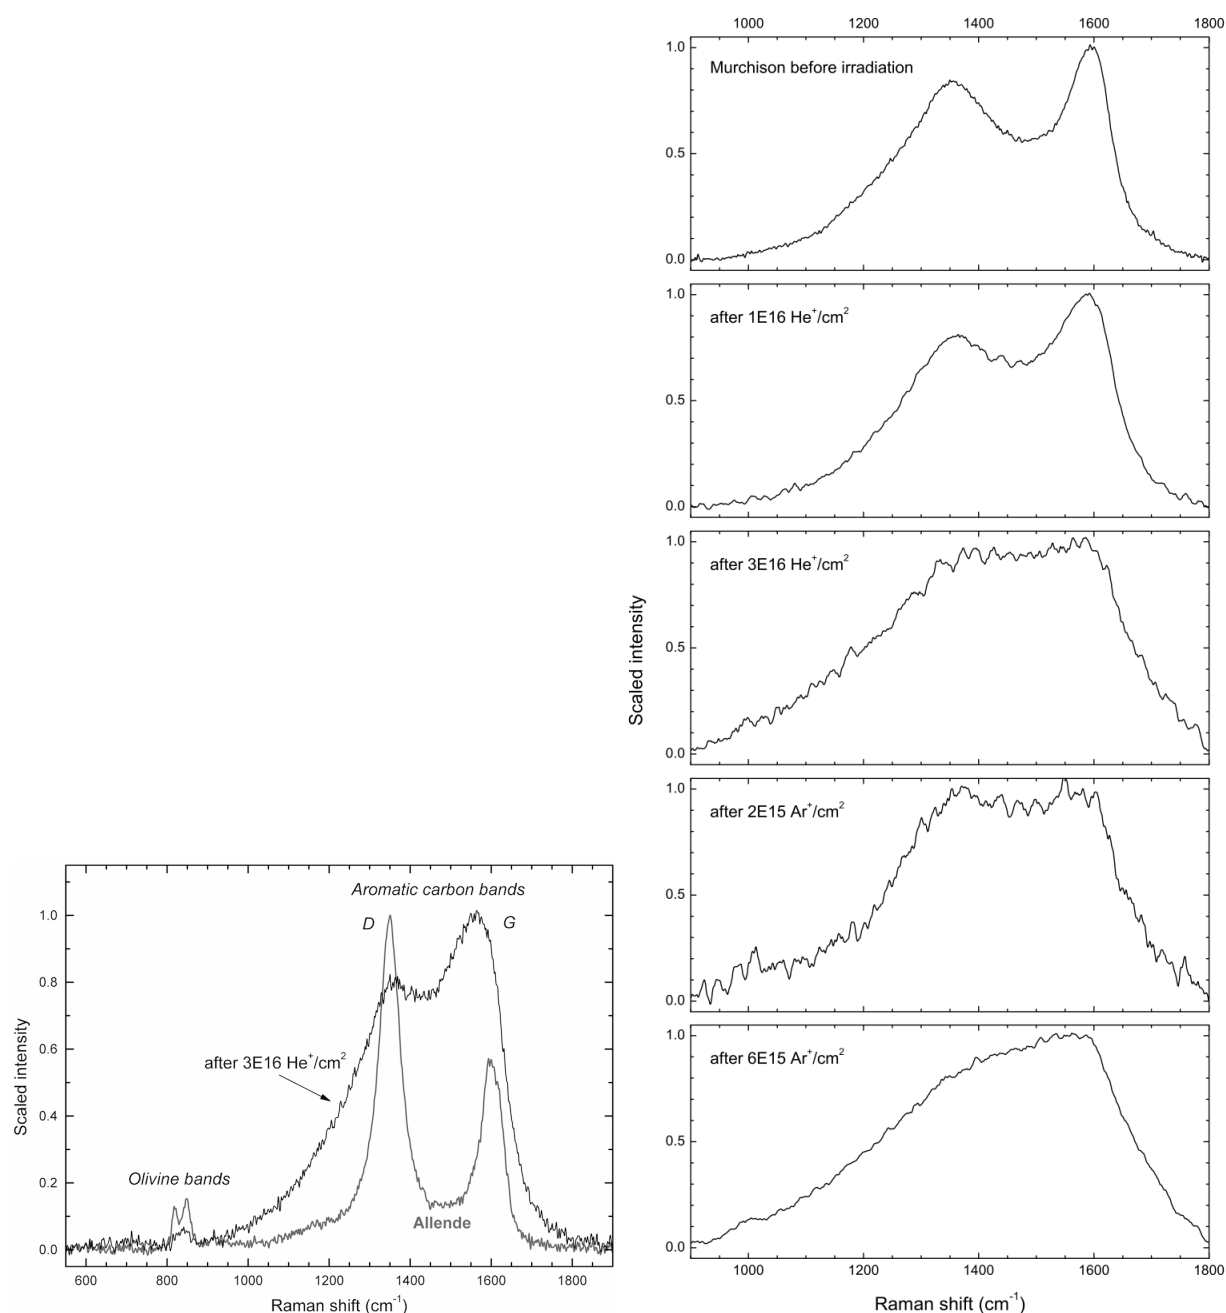 Aromatic carbon bands
D
G
after 3E16 He⁺/cm²
Olivine bands
Allende
Scaled intensity
1.0
0.8
0.6
0.4
0.2
0.0
600 800 1000 1200 1400 1600 1800
Raman shift (cm⁻¹)
1000 1200 1400 1600 1800
Murchison before irradiation
1.0
0.5
0.0
after 1E16 He⁺/cm²
1.0
0.5
0.0
after 3E16 He⁺/cm²
1.0
0.5
0.0
Scaled intensity
after 2E15 Ar⁺/cm²
1.0
0.5
0.0
after 6E15 Ar⁺/cm²
1.0
0.5
0.0
1000 1200 1400 1600 1800
Raman shift (cm⁻¹)